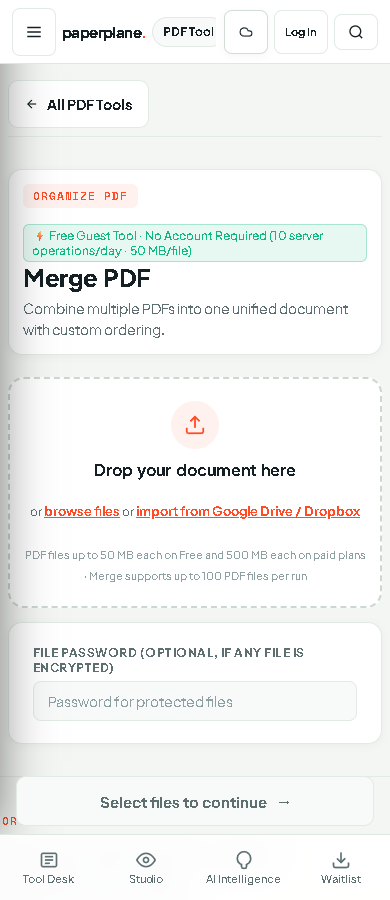 paperplane.
PDF Tool
Log In
← All PDF Tools
ORGANIZE PDF
Free Guest Tool · No Account Required (10 server
operations/day · 50 MB/file)
Merge PDF
Combine multiple PDFs into one unified document
with custom ordering.
Drop your document here
or browse files or import from Google Drive / Dropbox
PDF files up to 50 MB each on Free and 500 MB each on paid plans
· Merge supports up to 100 PDF files per run
FILE PASSWORD (OPTIONAL, IF ANY FILE IS
ENCRYPTED)
Password for protected files
Select files to continue →
OR
Tool Desk
Studio
AI Intelligence
Waitlist